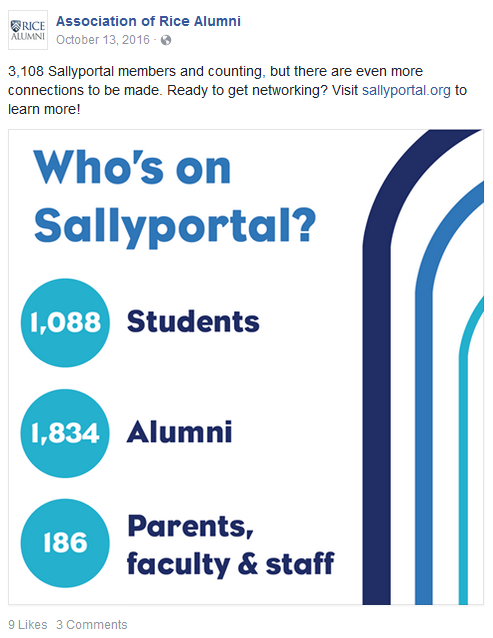 RICE
ALUMNI
Association of Rice Alumni
October 13, 2016 ·
3,108 Sallyportal members and counting, but there are even more
connections to be made. Ready to get networking? Visit sallyportal.org to
learn more!
Who's on
Sallyportal?
1,088 Students
1,834 Alumni
186 Parents,
faculty & staff
9 Likes 3 Comments